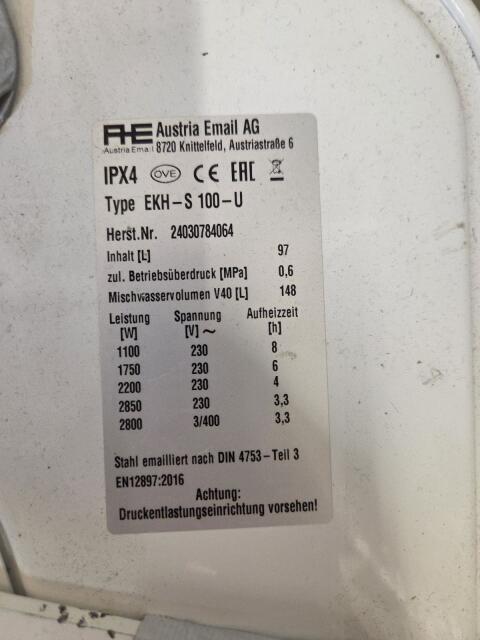 AHE Austria Email AG
Austria Email 8720 Knittelfeld, Austriastraße 6
IPX4 OVE CE EAC
Type EKH-S 100-U
Herst.Nr. 24030784064
Inhalt [L] 97
zul. Betriebsüberdruck [MPa] 0,6
Mischwasservolumen V40 [L] 148
Leistung Spannung Aufheizzeit
[W] [V]~ [h]
1100 230 8
1750 230 6
2200 230 4
2850 230 3,3
2800 3/400 3,3
Stahl emailliert nach DIN 4753-Teil 3
EN12897:2016
Achtung:
Druckentlastungseinrichtung vorsehen!